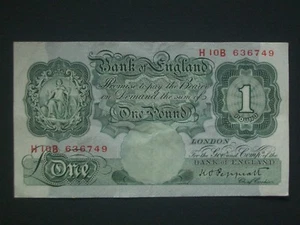 Bank of England
H10B 636749
Promise to pay the Bearer
on Demand the sum of
One Pound
1
LONDON
H10B 636749
For the Govr and Compa of the
BANK of ENGLAND
K O Peppiatt
Chief Cashier
£One